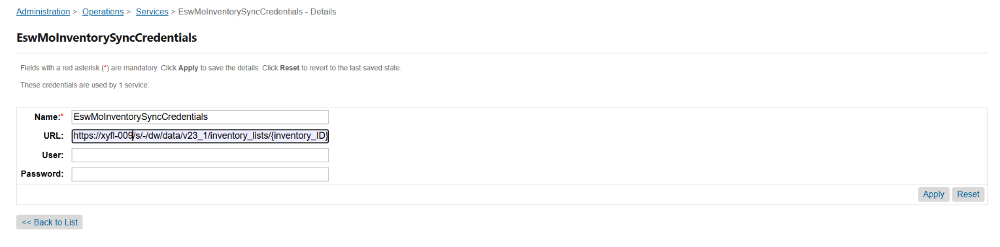 Administration > Operations > Services > EswMoInventorySyncCredentials - Details
EswMoInventorySyncCredentials
Fields with a red asterisk (*) are mandatory. Click Apply to save the details. Click Reset to revert to the last saved state.
These credentials are used by 1 service.
Name:* EswMoInventorySyncCredentials
URL: https://xyfl-009/s/-/dw/data/v23_1/inventory_lists/{inventory_ID}
User:
Password:
Apply Reset
<< Back to List